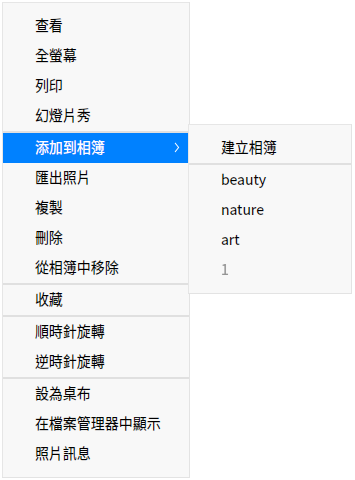 查看
全螢幕
列印
幻燈片秀
添加到相簿
匯出照片
複製
刪除
從相簿中移除
收藏
順時針旋轉
逆時針旋轉
設為桌布
在檔案管理器中顯示
照片訊息
建立相簿
beauty
nature
art
1